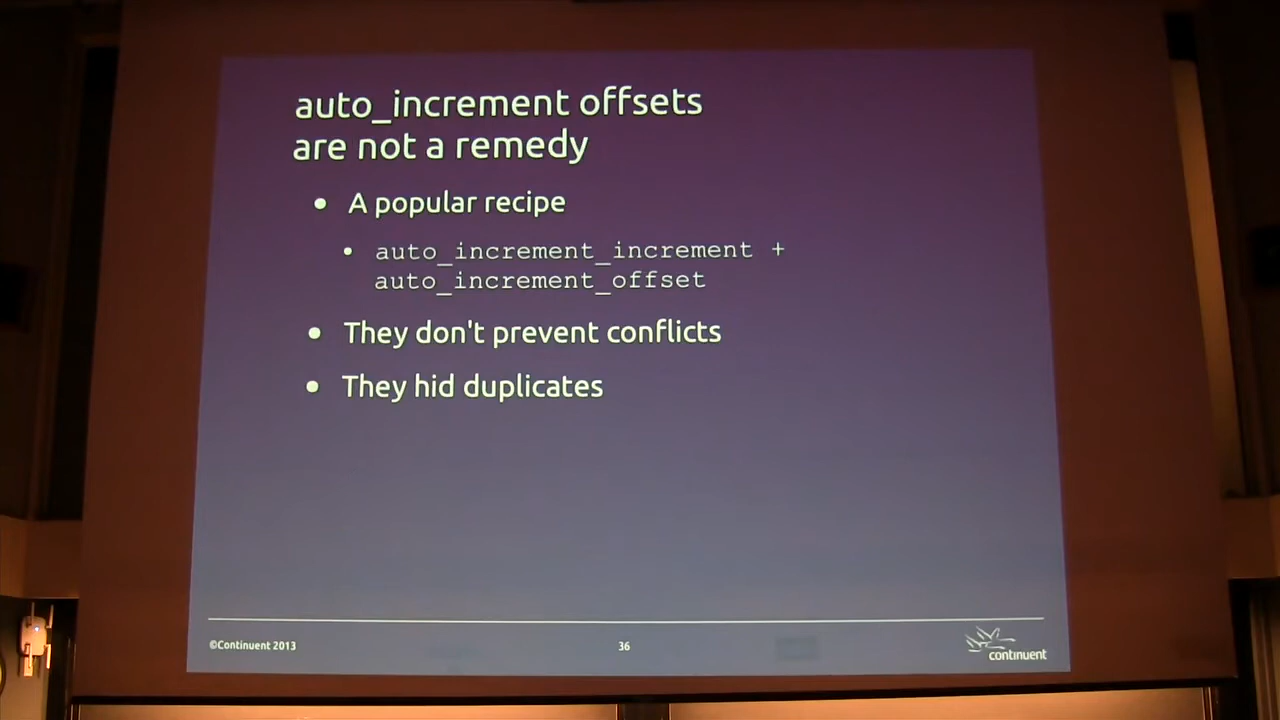 auto_increment offsets
are not a remedy
• A popular recipe
• auto_increment_increment +
auto_increment_offset
• They don't prevent conflicts
• They hid duplicates
©Continuent 2013
36
continuent